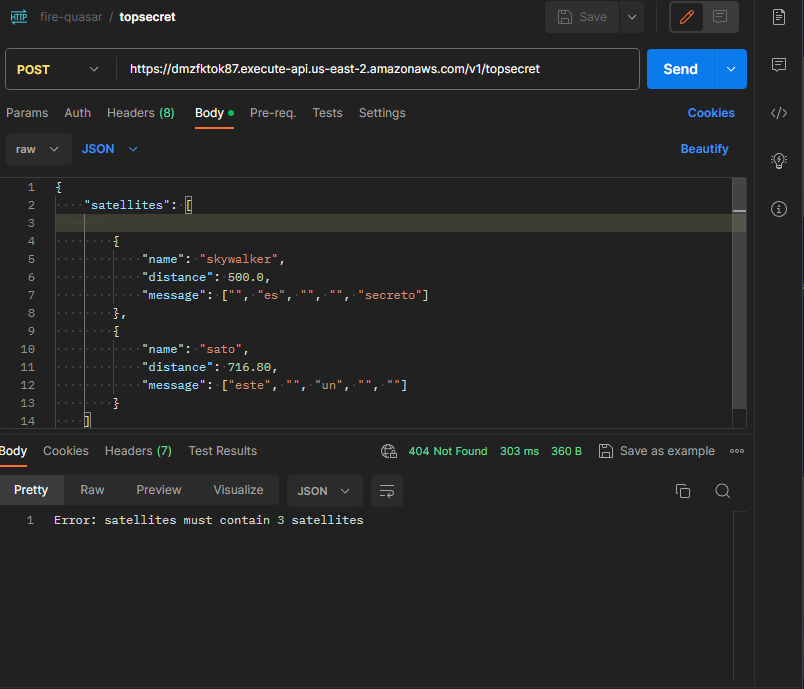 HTTP fire-quasar / topsecret Save
POST https://dmzfktok87.execute-api.us-east-2.amazonaws.com/v1/topsecret Send
Params Auth Headers (8) Body Pre-req. Tests Settings Cookies
raw JSON Beautify
1 {
2 "satellites": [
3
4 {
5 "name": "skywalker",
6 "distance": 500.0,
7 "message": ["", "es", "", "", "secreto"]
8 },
9 {
10 "name": "sato",
11 "distance": 716.80,
12 "message": ["este", "", "un", "", ""]
13 }
14 ]
Body Cookies Headers (7) Test Results 404 Not Found 303 ms 360 B Save as example
Pretty Raw Preview Visualize JSON
1 Error: satellites must contain 3 satellites